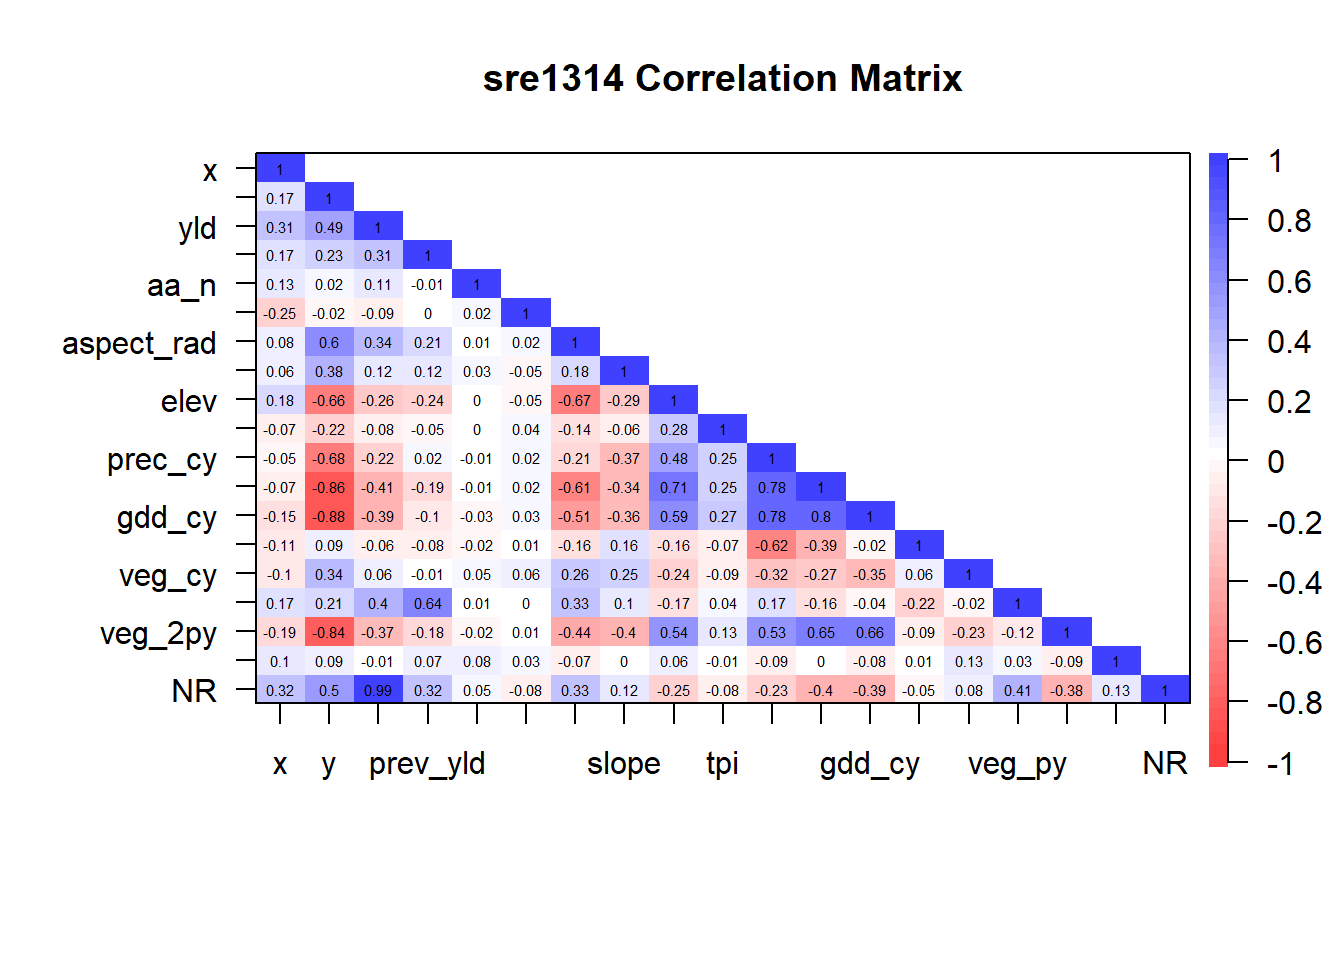 sre1314 Correlation Matrix
x 1
0.17 1
yld 0.31 0.49 1
0.17 0.23 0.31 1
aa_n 0.13 0.02 0.11 -0.01 1
-0.25 -0.02 -0.09 0 0.02 1
aspect_rad 0.08 0.6 0.34 0.21 0.01 0.02 1
0.06 0.38 0.12 0.12 0.03 -0.05 0.18 1
elev 0.18 -0.66 -0.26 -0.24 0 -0.05 -0.67 -0.29 1
-0.07 -0.22 -0.08 -0.05 0 0.04 -0.14 -0.06 0.28 1
prec_cy -0.05 -0.68 -0.22 0.02 -0.01 0.02 -0.21 -0.37 0.48 0.25 1
-0.07 -0.86 -0.41 -0.19 -0.01 0.02 -0.61 -0.34 0.71 0.25 0.78 1
gdd_cy -0.15 -0.88 -0.39 -0.1 -0.03 0.03 -0.51 -0.36 0.59 0.27 0.78 0.8 1
-0.11 0.09 -0.06 -0.08 -0.02 0.01 -0.16 0.16 -0.16 -0.07 -0.62 -0.39 -0.02 1
veg_cy -0.1 0.34 0.06 -0.01 0.05 0.06 0.26 0.25 -0.24 -0.09 -0.32 -0.27 -0.35 0.06 1
0.17 0.21 0.4 0.64 0.01 0 0.33 0.1 -0.17 0.04 0.17 -0.16 -0.04 -0.22 -0.02 1
veg_2py -0.19 -0.84 -0.37 -0.18 -0.02 0.01 -0.44 -0.4 0.54 0.13 0.53 0.65 0.66 -0.09 -0.23 -0.12 1
0.1 0.09 -0.01 0.07 0.08 0.03 -0.07 0 0.06 -0.01 -0.09 0 -0.08 0.01 0.13 0.03 -0.09 1
NR 0.32 0.5 0.99 0.32 0.05 -0.08 0.33 0.12 -0.25 -0.08 -0.23 -0.4 -0.39 -0.05 0.08 0.41 -0.38 0.13 1
x y prev_yld slope tpi gdd_cy veg_py NR
1
0.8
0.6
0.4
0.2
0
-0.2
-0.4
-0.6
-0.8
-1